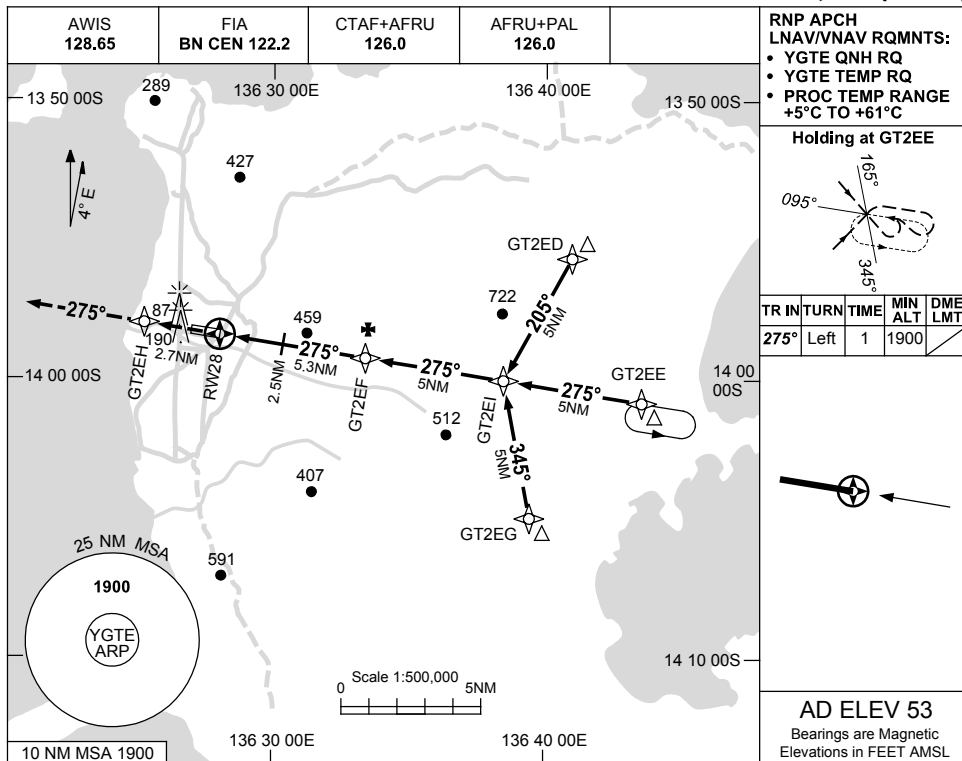 AWIS
128.65
FIA
BN CEN 122.2
CTAF+AFRU
126.0
AFRU+PAL
126.0
RNP APCH
LNAV/VNAV RQMNTS:
• YGTE QNH RQ
• YGTE TEMP RQ
• PROC TEMP RANGE
+5°C TO +61°C
136 30 00E
136 40 00E
13 50 00S
13 50 00S
289
427
4° E
Holding at GT2EE
165°
095°
345°
TR IN TURN TIME MIN ALT DME LMT
275° Left 1 1900
GT2ED
722
205°
5NM
275°
87
190
2.7NM
GT2EH
RW28
459
2.5NM
275°
5.3NM
GT2EF
275°
5NM
GT2EI
275°
5NM
GT2EE
14 00 00S
14 00
00S
512
345°
5NM
407
GT2EG
591
25 NM MSA
1900
YGTE
ARP
14 10 00S
Scale 1:500,000
0 5NM
10 NM MSA 1900
136 30 00E
136 40 00E
AD ELEV 53
Bearings are Magnetic
Elevations in FEET AMSL